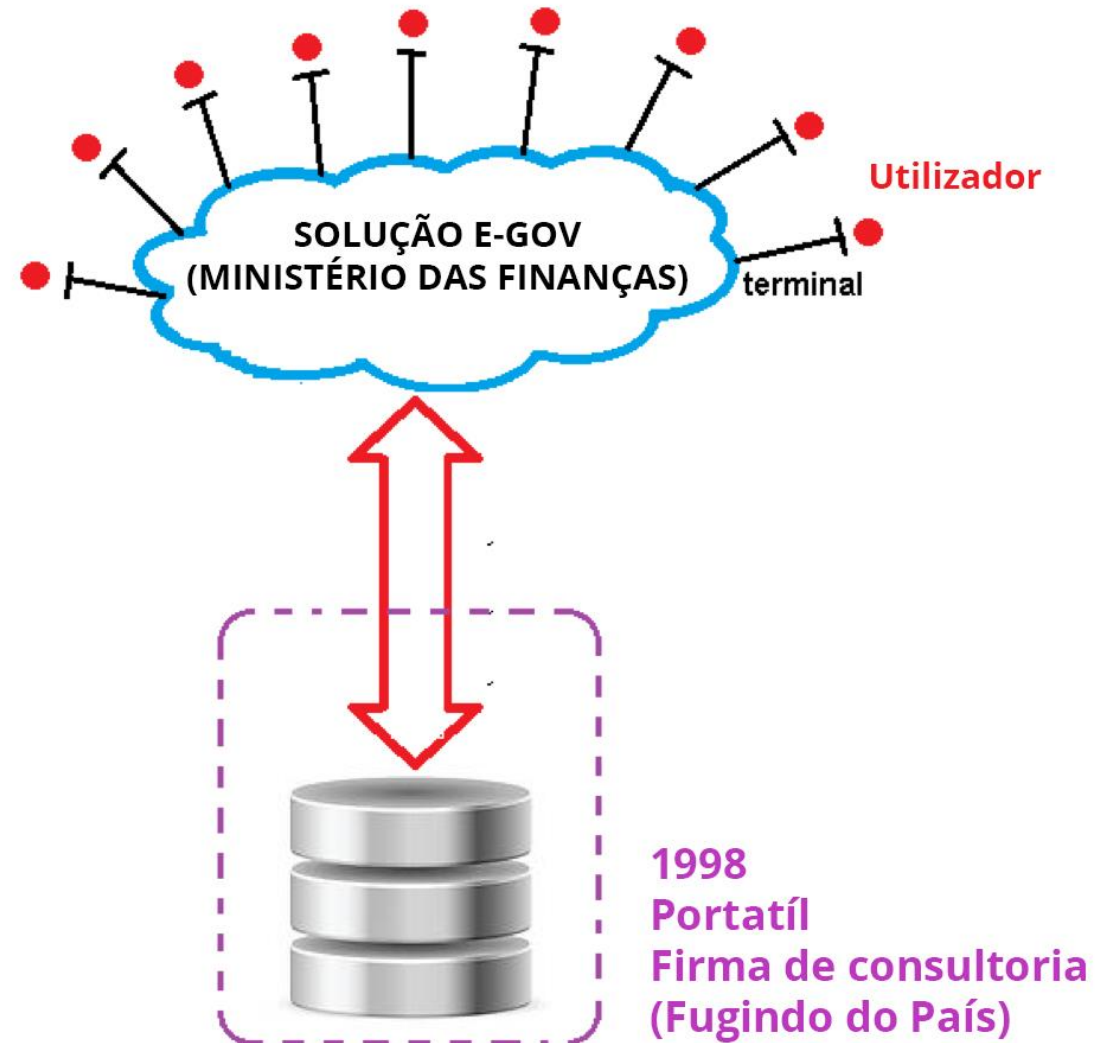 SOLUÇÃO E-GOV
(MINISTÉRIO DAS FINANÇAS)
Utilizador
terminal
1998
Portatíl
Firma de consultoria
(Fugindo do País)